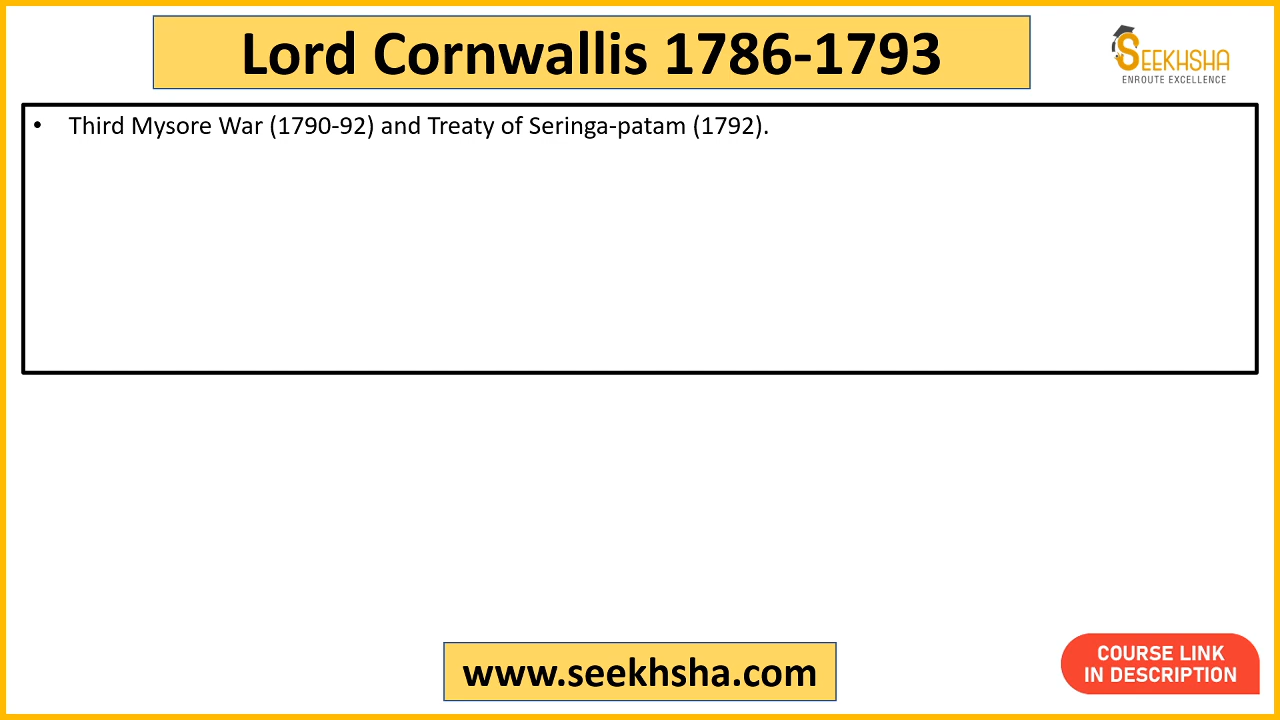 Lord Cornwallis 1786-1793
SEEKHSHA
ENROUTE EXCELLENCE
• Third Mysore War (1790-92) and Treaty of Seringa-patam (1792).
www.seekhsha.com
COURSE LINK
IN DESCRIPTION